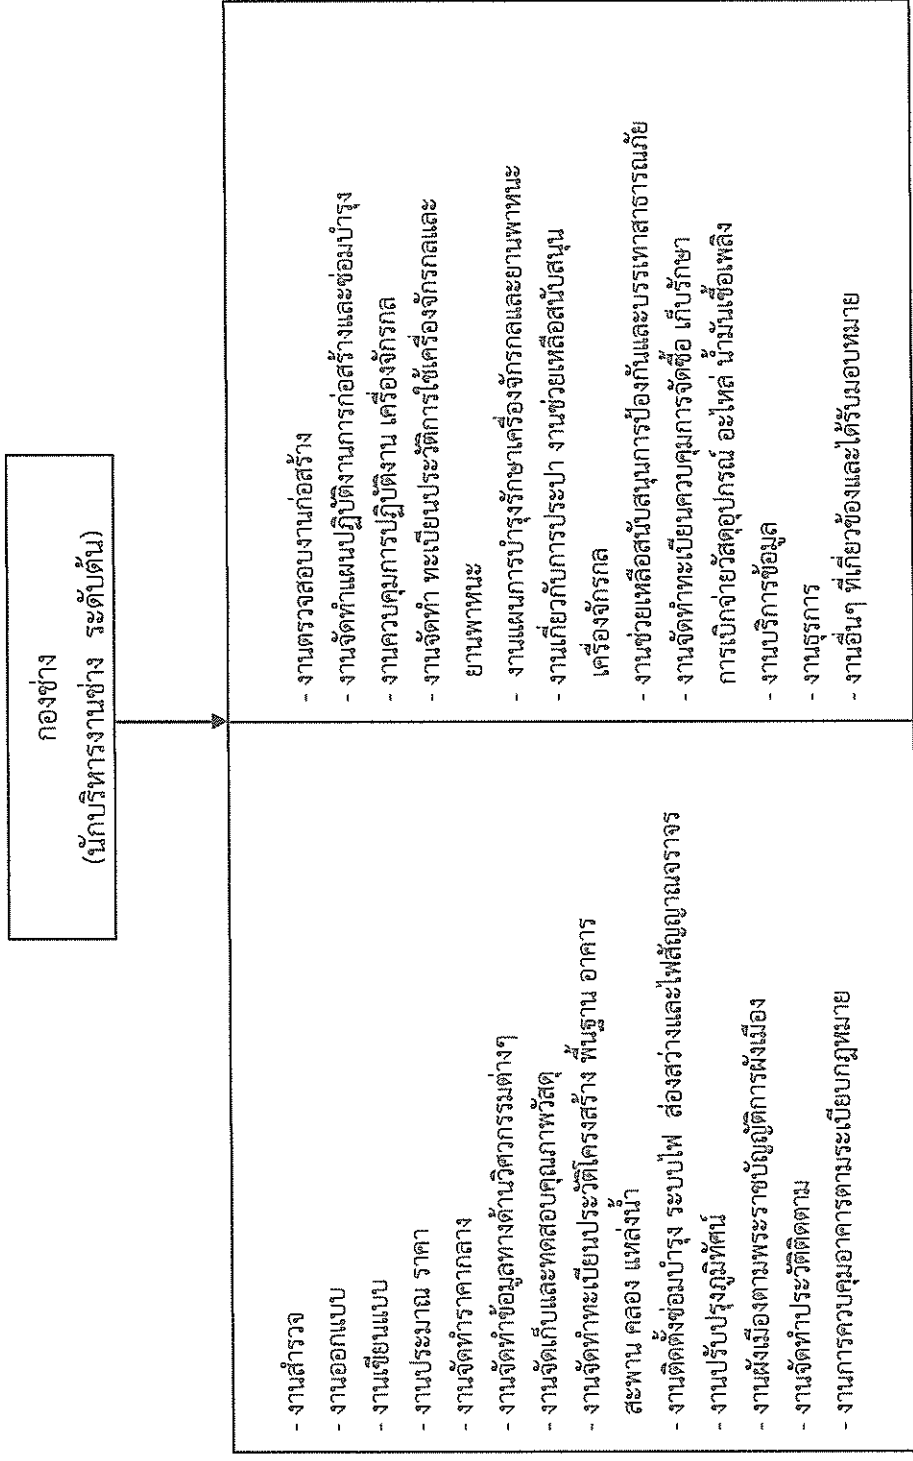 กองช่าง
(นักบริหารงานช่าง ระดับต้น)
- งานสำรวจ
- งานออกแบบ
- งานเขียนแบบ
- งานประมาณ ราคา
- งานจัดทำราคากลาง
- งานจัดทำข้อมูลทางด้านวิศวกรรมต่างๆ
- งานจัดเก็บและทดสอบคุณภาพวัสดุ
- งานจัดทำทะเบียนประวัติโครงสร้าง พื้นฐาน อาคาร
สะพาน คลอง แหล่งน้ำ
- งานติดตั้งซ่อมบำรุง ระบบไฟ ส่องสว่างและไฟสัญญาณจราจร
- งานปรับปรุงภูมิทัศน์
- งานผังเมืองตามพระราชบัญญัติการผังเมือง
- งานจัดทำประวัติติดตาม
- งานการควบคุมอาคารตามระเบียบกฎหมาย
- งานตรวจสอบงานก่อสร้าง
- งานจัดทำแผนปฏิบัติงานการก่อสร้างและซ่อมบำรุง
- งานควบคุมการปฏิบัติงาน เครื่องจักรกล
- งานจัดทำ ทะเบียนประวัติการใช้เครื่องจักรกลและ
ยานพาหนะ
- งานแผนการบำรุงรักษาเครื่องจักรกลและยานพาหนะ
- งานเกี่ยวกับการประปา งานช่วยเหลือสนับสนุน
เครื่องจักรกล
- งานช่วยเหลือสนับสนุนการป้องกันและบรรเทาสาธารณภัย
- งานจัดทำทะเบียนควบคุมการจัดซื้อ เก็บรักษา
การเบิกจ่ายวัสดุอุปกรณ์ อะไหล่ น้ำมันเชื้อเพลิง
- งานบริการข้อมูล
- งานธุรการ
- งานอื่นๆ ที่เกี่ยวข้องและได้รับมอบหมาย